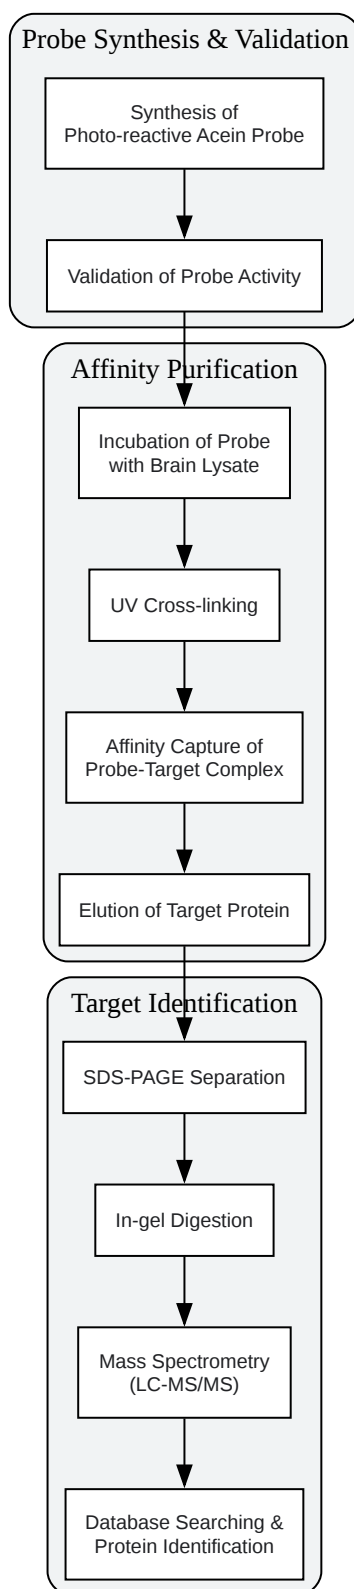 Probe Synthesis & Validation
Synthesis of
Photo-reactive Acein Probe
Validation of Probe Activity
Affinity Purification
Incubation of Probe
with Brain Lysate
UV Cross-linking
Affinity Capture of
Probe-Target Complex
Elution of Target Protein
Target Identification
SDS-PAGE Separation
In-gel Digestion
Mass Spectrometry
(LC-MS/MS)
Database Searching &
Protein Identification